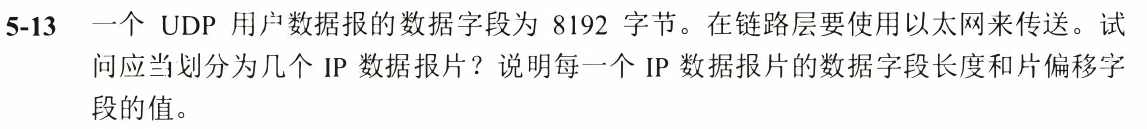 5-13 一个 UDP 用户数据报的数据字段为 8192 字节。在链路层要使用以太网来传送。试
问应当划分为几个 IP 数据报片？说明每一个 IP 数据报片的数据字段长度和片偏移字
段的值。